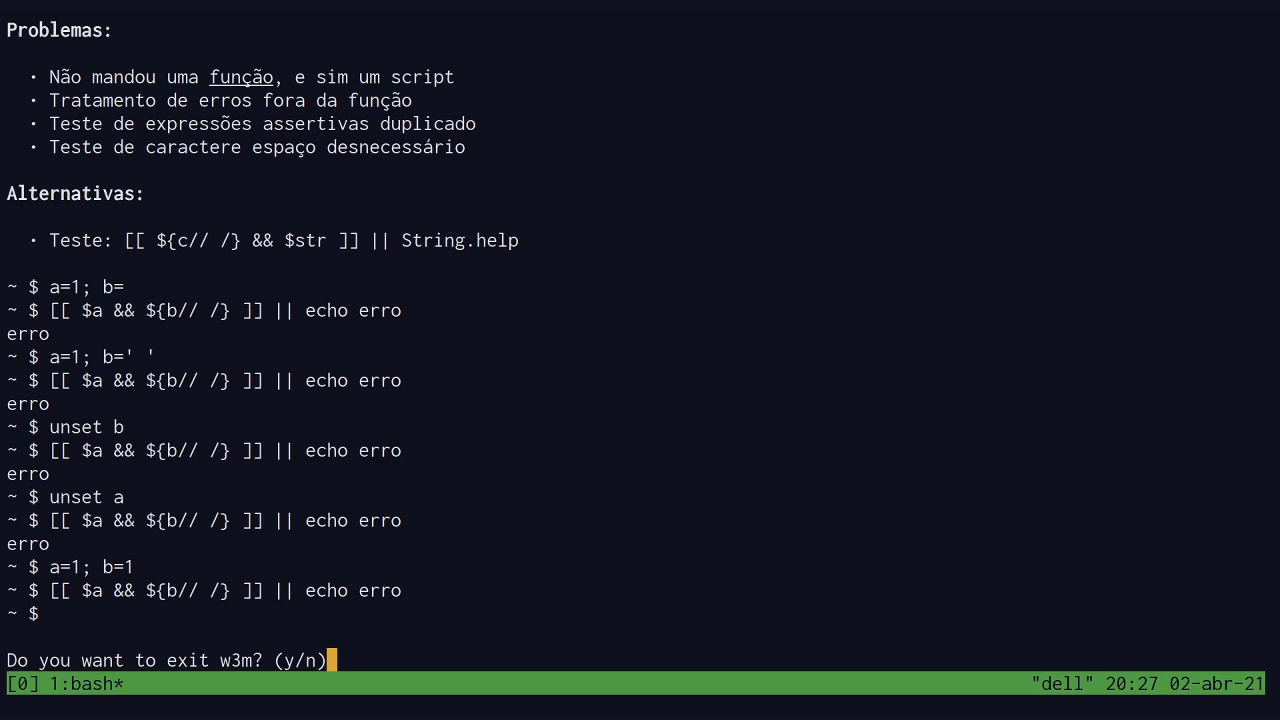 Problemas:
• Não mandou uma função, e sim um script
• Tratamento de erros fora da função
• Teste de expressões assertivas duplicado
• Teste de caractere espaço desnecessário
Alternativas:
• Teste: [[ ${c// /} && $str ]] || String.help
~ $ a=1; b=
~ $ [[ $a && ${b// /} ]] || echo erro
erro
~ $ a=1; b=' '
~ $ [[ $a && ${b// /} ]] || echo erro
erro
~ $ unset b
~ $ [[ $a && ${b// /} ]] || echo erro
erro
~ $ unset a
~ $ [[ $a && ${b// /} ]] || echo erro
erro
~ $ a=1; b=1
~ $ [[ $a && ${b// /} ]] || echo erro
~ $
Do you want to exit w3m? (y/n)
[0] 1:bash* "dell" 20:27 02-abr-21